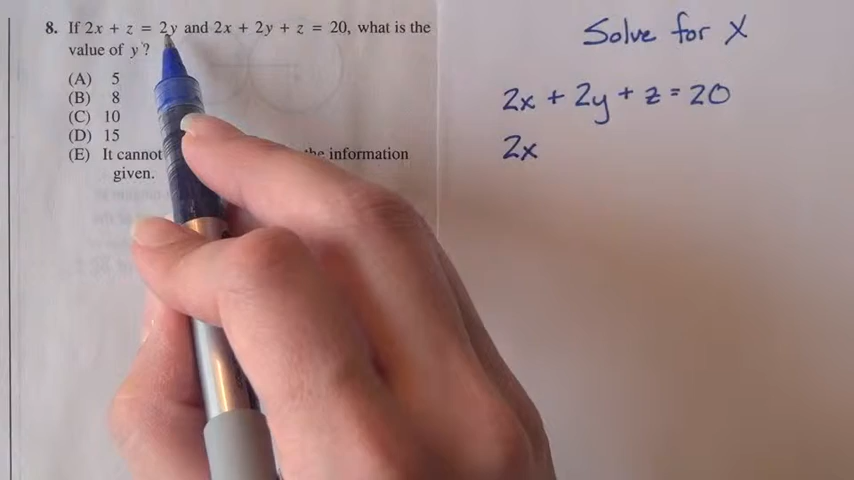 8. If 2x + z = 2y and 2x + 2y + z = 20, what is the
value of y?
(A) 5
(B) 8
(C) 10
(D) 15
(E) It cannot the information
given.
Solve for X
2x + 2y + z = 20
2x